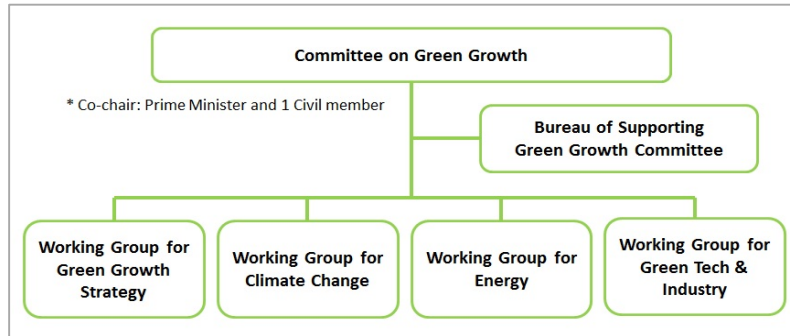 Committee on Green Growth
* Co-chair: Prime Minister and 1 Civil member
Bureau of Supporting
Green Growth Committee
Working Group for
Green Growth
Strategy
Working Group for
Climate Change
Working Group for
Energy
Working Group for
Green Tech &
Industry